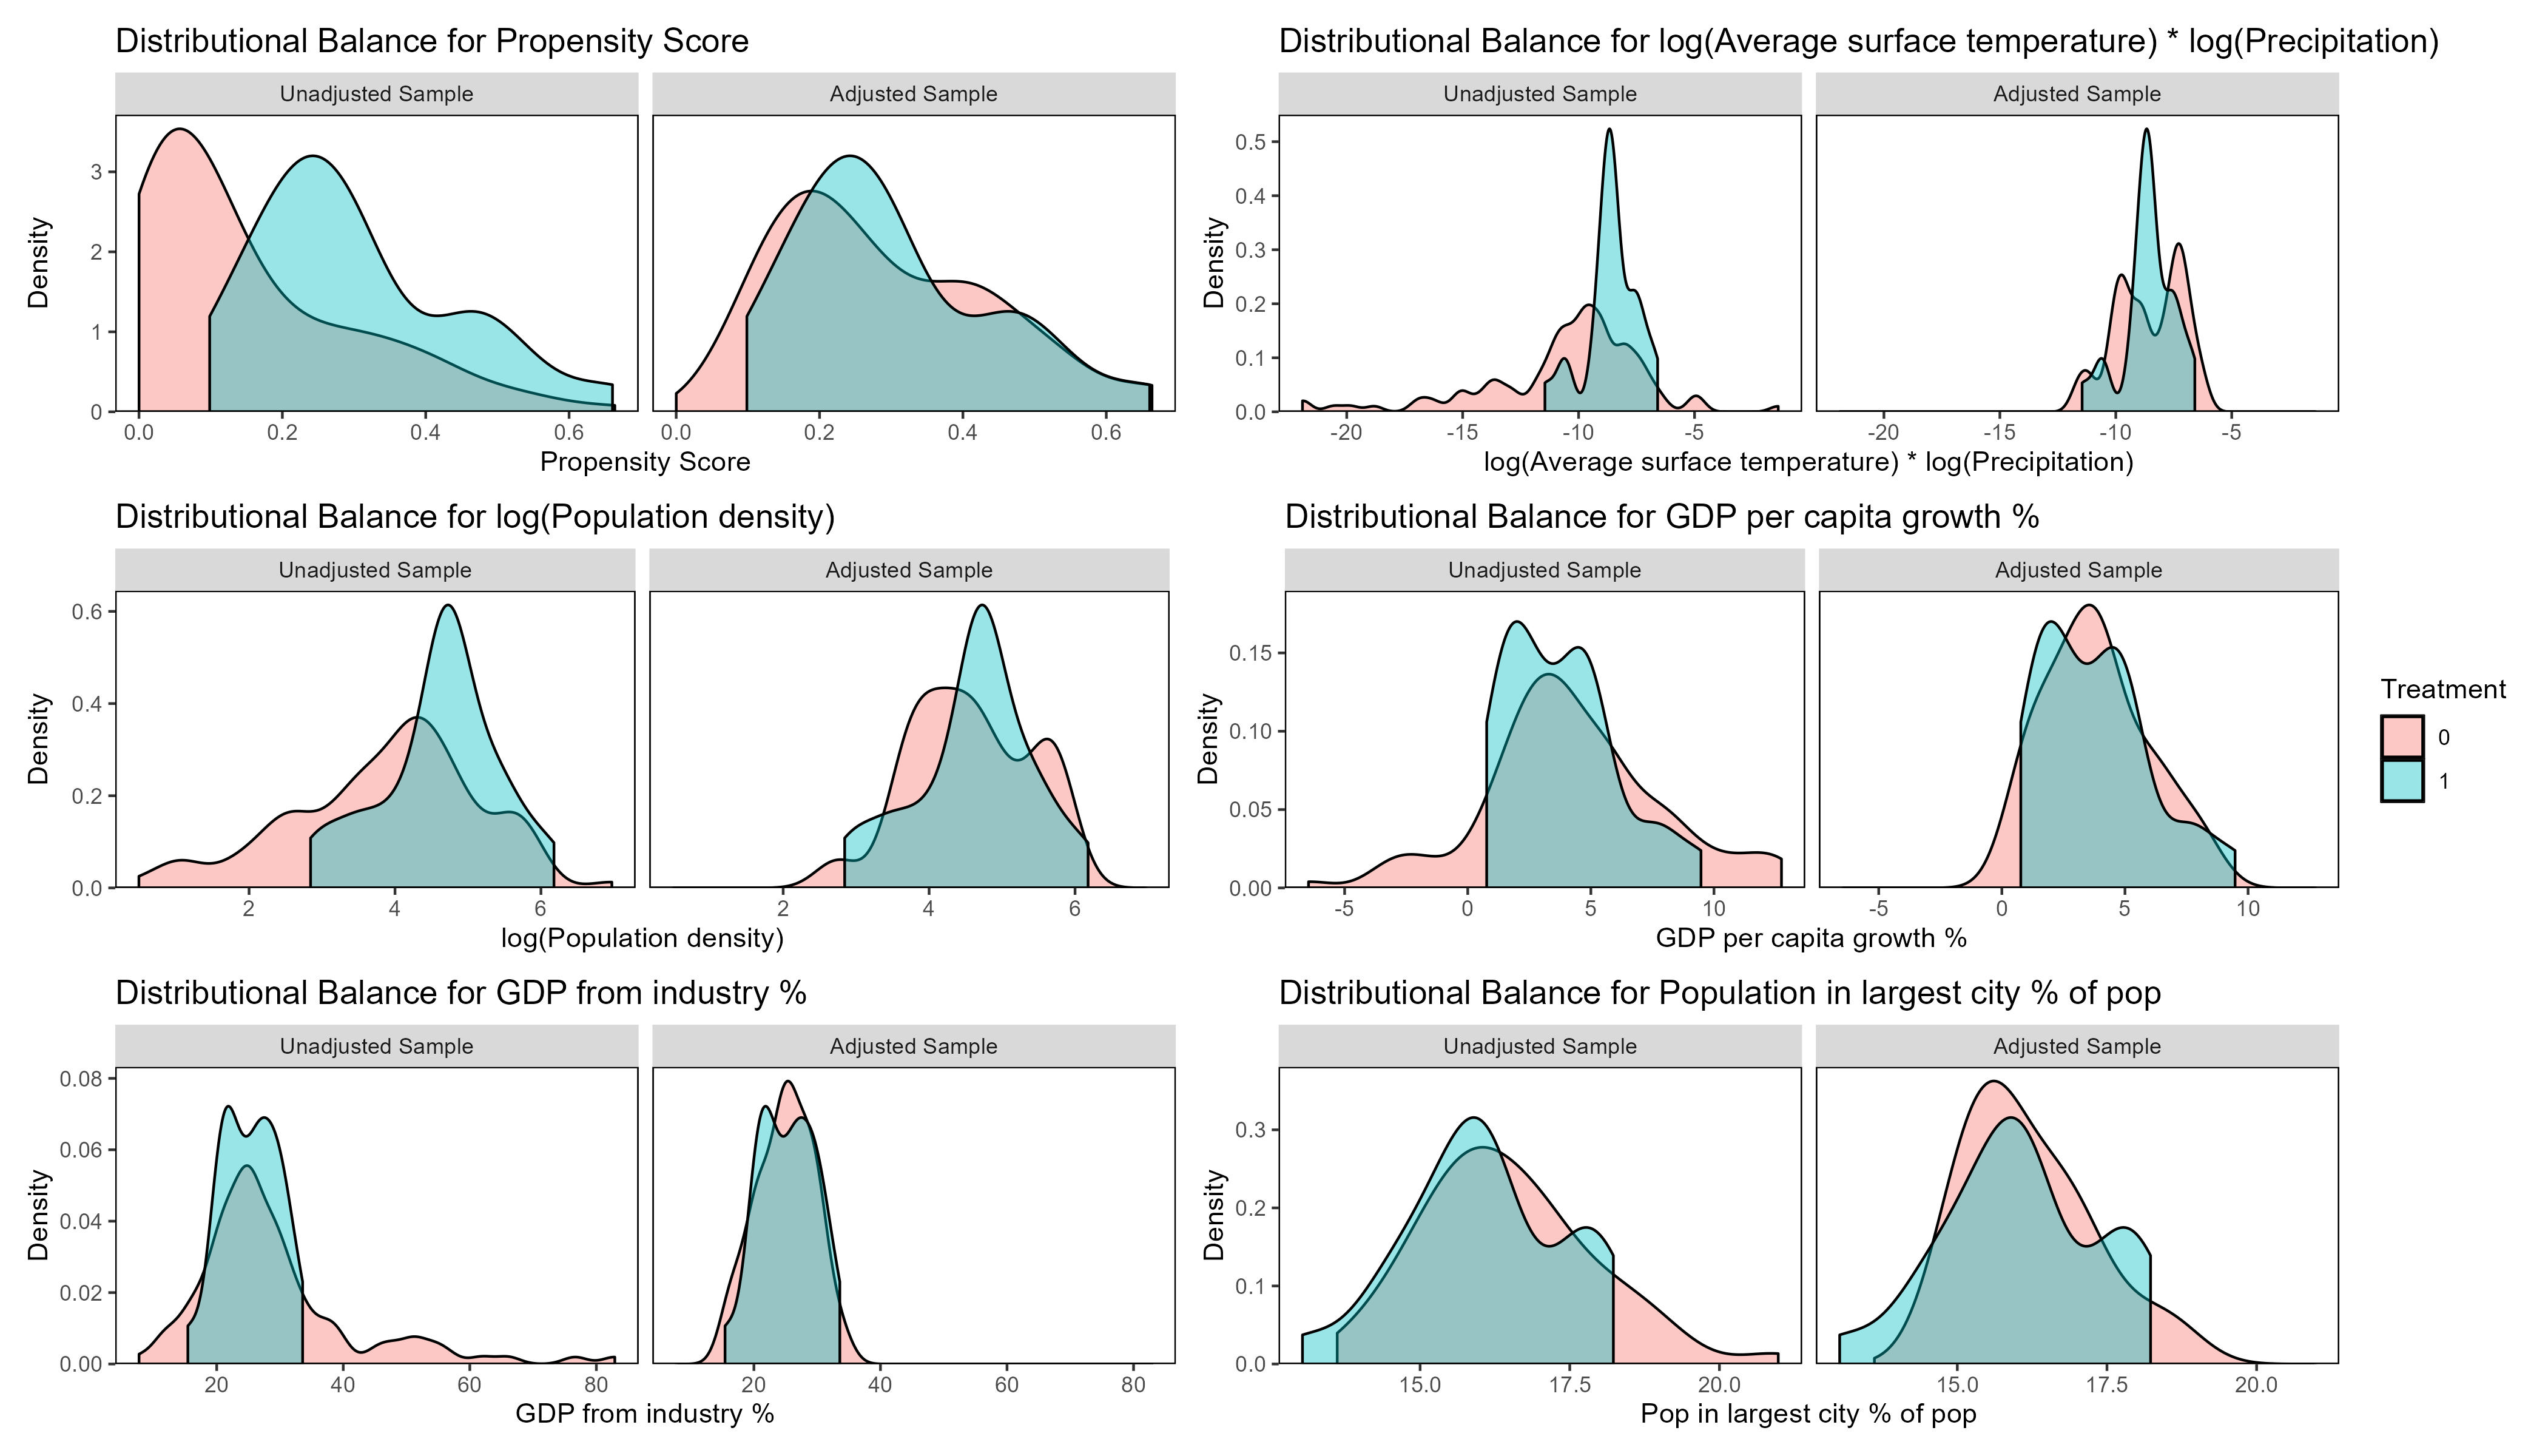 Distributional Balance for Propensity Score
Unadjusted Sample
Adjusted Sample
Density
3
2
1
0
0.0 0.2 0.4 0.6
0.0 0.2 0.4 0.6
Propensity Score
Distributional Balance for log(Average surface temperature) * log(Precipitation)
Unadjusted Sample
Adjusted Sample
Density
0.5
0.4
0.3
0.2
0.1
0.0
-20 -15 -10 -5
-20 -15 -10 -5
log(Average surface temperature) * log(Precipitation)
Distributional Balance for log(Population density)
Unadjusted Sample
Adjusted Sample
Density
0.6
0.4
0.2
0.0
2 4 6
2 4 6
log(Population density)
Distributional Balance for GDP per capita growth %
Unadjusted Sample
Adjusted Sample
Density
0.15
0.10
0.05
0.00
-5 0 5 10
-5 0 5 10
GDP per capita growth %
Treatment
0
1
Distributional Balance for GDP from industry %
Unadjusted Sample
Adjusted Sample
Density
0.08
0.06
0.04
0.02
0.00
20 40 60 80
20 40 60 80
GDP from industry %
Distributional Balance for Population in largest city % of pop
Unadjusted Sample
Adjusted Sample
Density
0.3
0.2
0.1
0.0
15.0 17.5 20.0
15.0 17.5 20.0
Pop in largest city % of pop